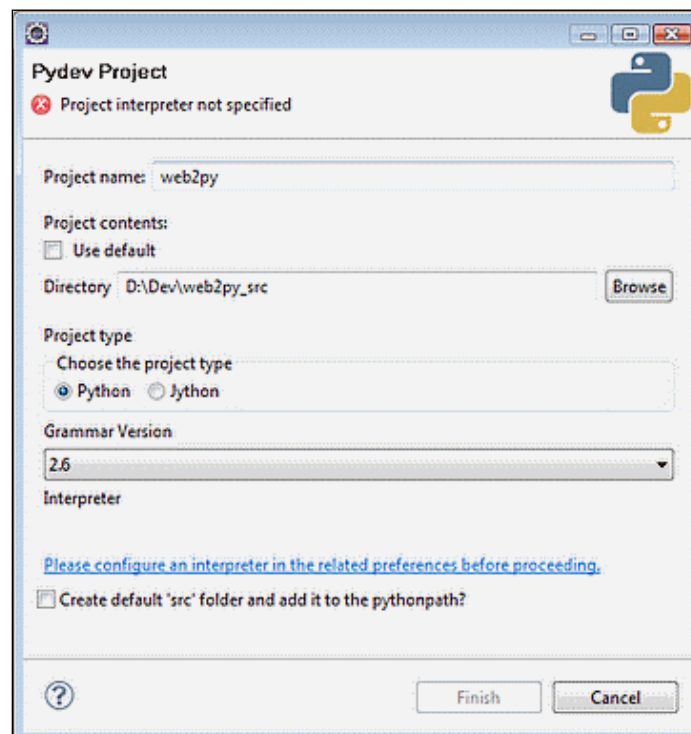 Pydev Project
Project interpreter not specified
Project name: web2py
Project contents:
Use default
Directory D:\Dev\web2py_src Browse
Project type
Choose the project type
Python Jython
Grammar Version
2.6
Interpreter
Please configure an interpreter in the related preferences before proceeding.
Create default 'src' folder and add it to the pythonpath?
? Finish Cancel